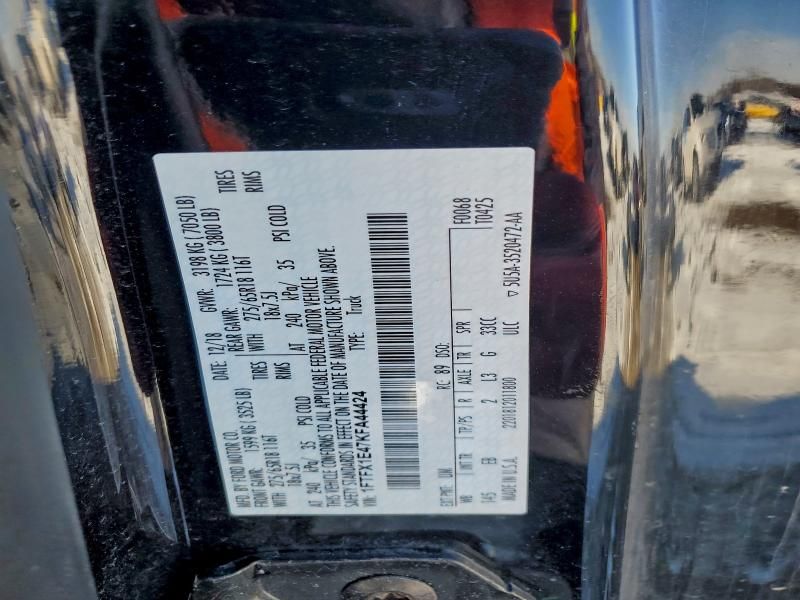 MFD. BY FORD MOTOR CO.
DATE: 12/18 GVWR: 3198 KG (7050 LB)
FRONT GAWR: 1599 KG (3525 LB) REAR GAWR: 1724 KG (3800 LB)
WITH 275/65R18 116T TIRES WITH 275/65R18 116T TIRES
18x7.5J RIMS 18x7.5J RIMS
AT 240 kPa/ 35 PSI COLD AT 240 kPa/ 35 PSI COLD
THIS VEHICLE CONFORMS TO ALL APPLICABLE FEDERAL MOTOR VEHICLE
SAFETY STANDARDS IN EFFECT ON THE DATE OF MANUFACTURE SHOWN ABOVE.
VIN: 1FTFX1E47KFA44424 TYPE: Truck
F0068
EXT PNT: UM RC: 89 DSO: T0425
WB INT TR TP/PS R AXLE TR SPR
145 EB 2 L3 G 33CC
MADE IN U.S.A. 2201812011800 ULC 5U5A-3520472-AA